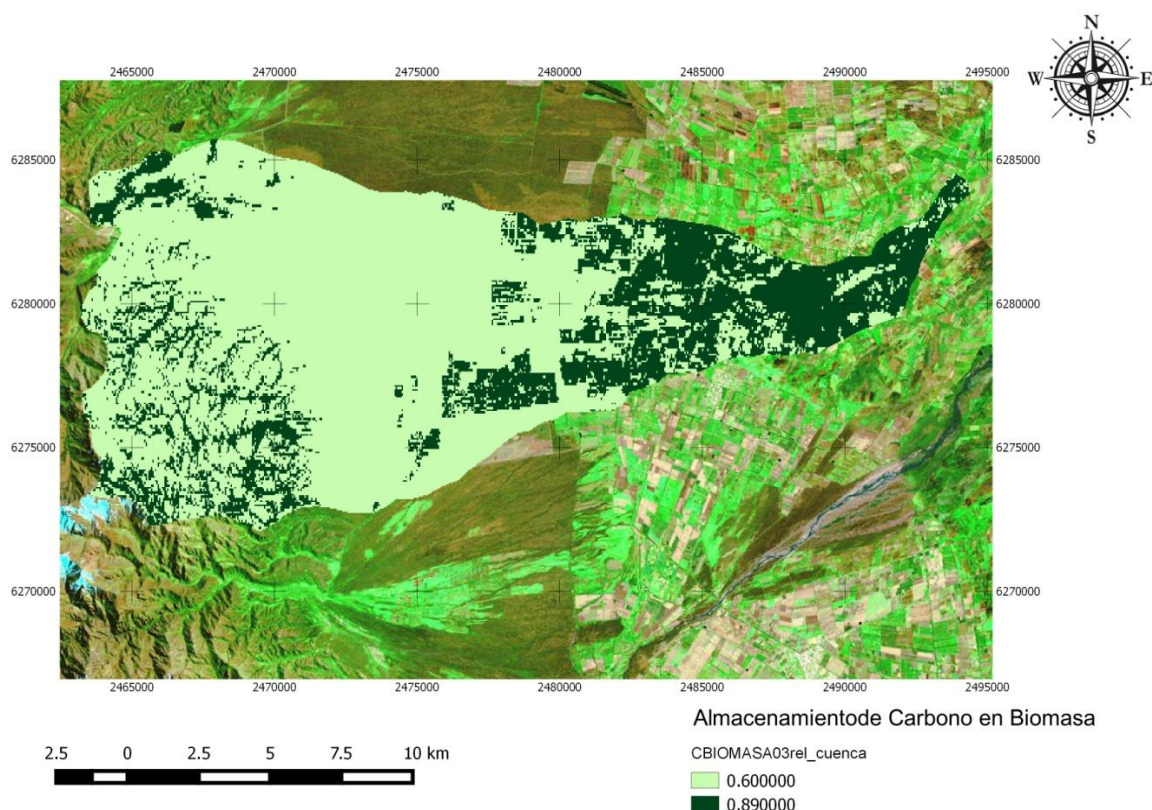 N
W E
S
2465000 2470000 2475000 2480000 2485000 2490000 2495000
6285000 6285000
6280000 6280000
6275000 6275000
6270000 6270000
2465000 2470000 2475000 2480000 2485000 2490000 2495000
Almacenamientode Carbono en Biomasa
CBIOMASA03rel_cuenca
0.600000
0.890000
2.5 0 2.5 5 7.5 10 km